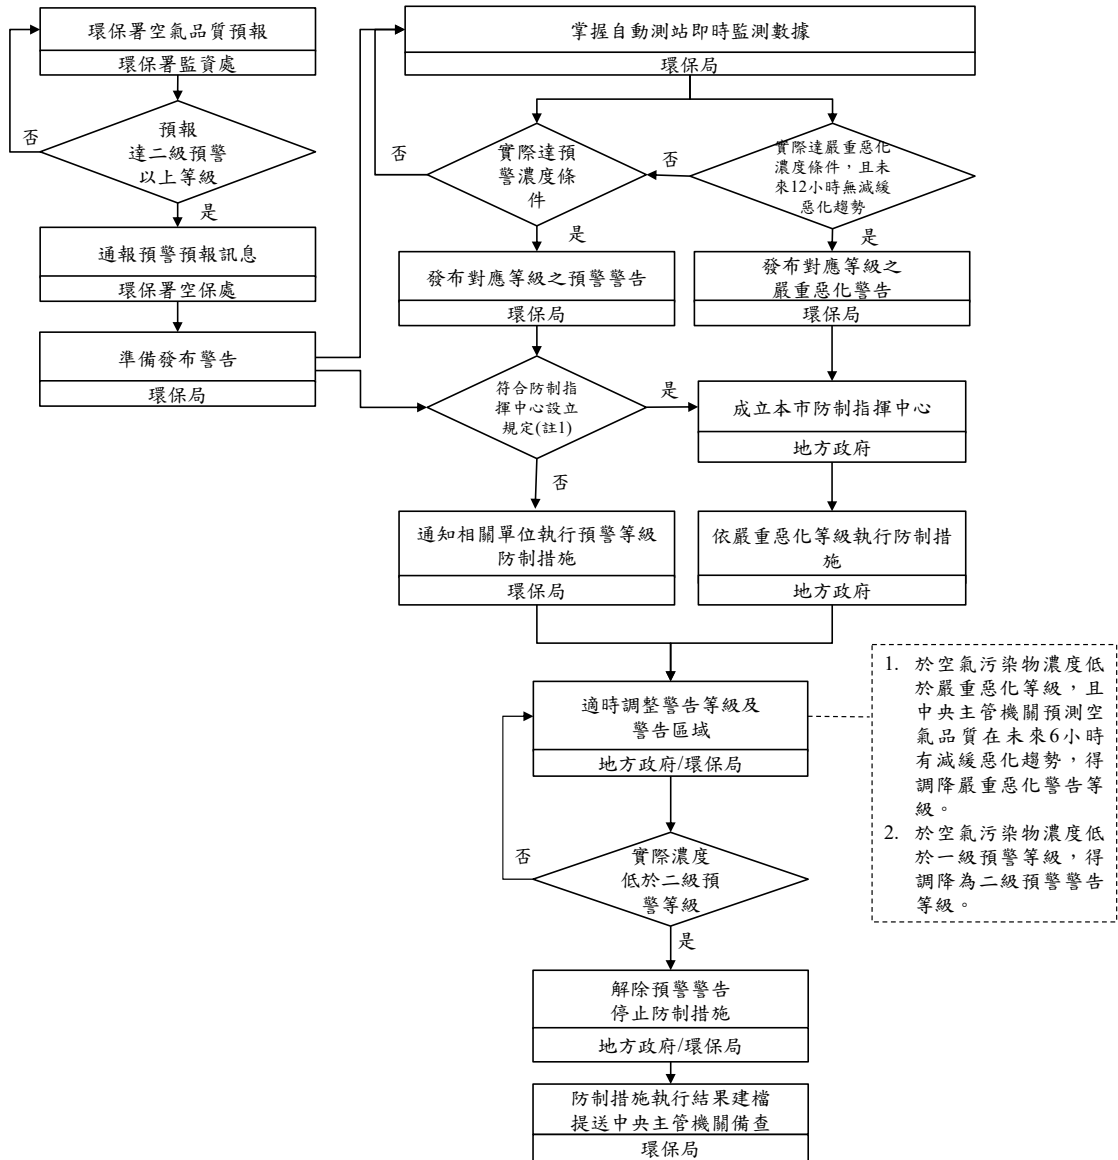 環保署空氣品質預報
環保署監資處
否
預報
達二級預警
以上等級
是
通報預警預報訊息
環保署空保處
準備發布警告
環保局
掌握自動測站即時監測數據
環保局
否
實際達預
警濃度條
件
否
實際達嚴重惡化
濃度條件，且未
來12小時無減緩
惡化趨勢
是
是
發布對應等級之預警警告
環保局
發布對應等級之
嚴重惡化警告
環保局
符合防制指
揮中心設立
規定(註1)
是
否
成立本市防制指揮中心
地方政府
通知相關單位執行預警等級
防制措施
環保局
依嚴重惡化等級執行防制措
施
地方政府
適時調整警告等級及
警告區域
地方政府/環保局
1. 於空氣污染物濃度低
於嚴重惡化等級，且
中央主管機關預測空
氣品質在未來6小時
有減緩惡化趨勢，得
調降嚴重惡化警告等
級。
2. 於空氣污染物濃度低
於一級預警等級，得
調降為二級預警警告
等級。
否
實際濃度
低於二級預
警等級
是
解除預警警告
停止防制措施
地方政府/環保局
防制措施執行結果建檔
提送中央主管機關備查
環保局